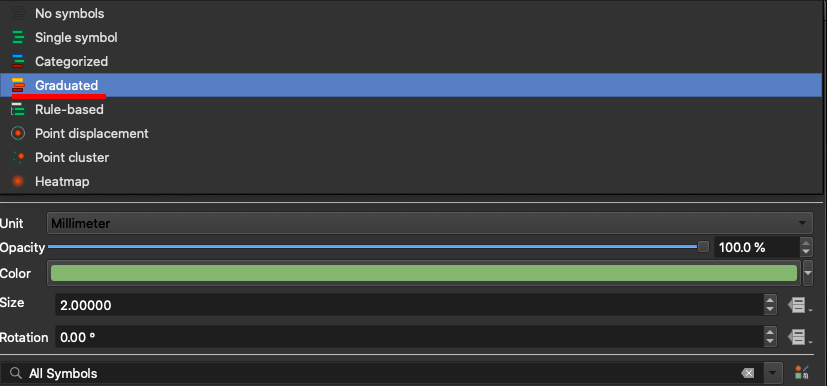 No symbols
Single symbol
Categorized
Graduated
Rule-based
Point displacement
Point cluster
Heatmap
Unit Millimeter
Opacity 100.0 %
Color
Size 2.00000
Rotation 0.00 °
All Symbols